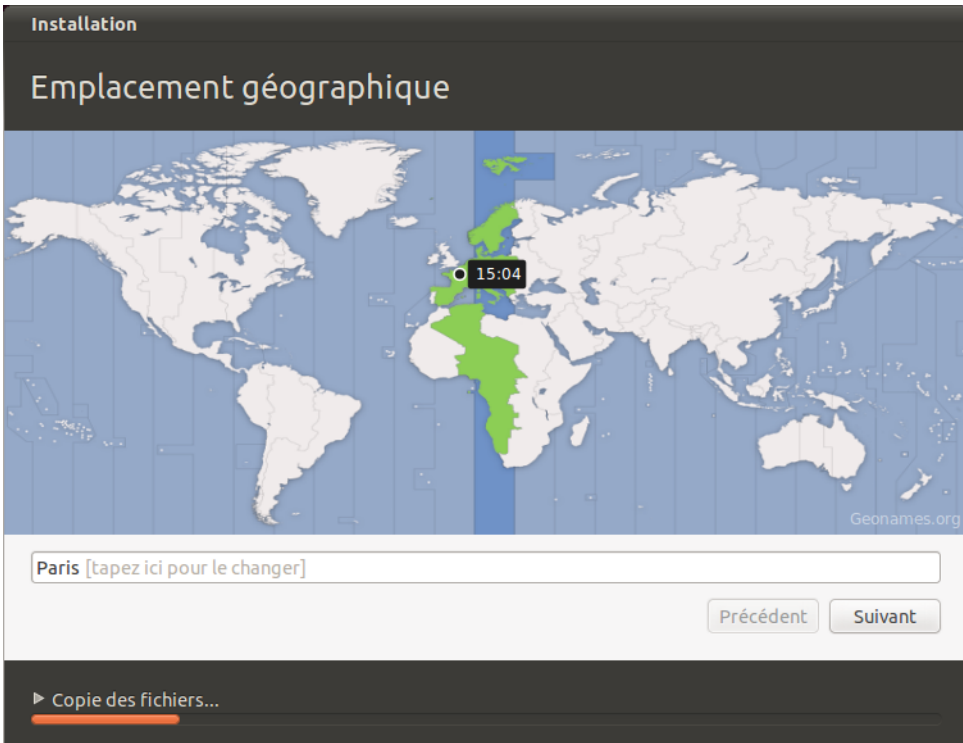 Installation
Emplacement géographique
15:04
Geonames.org
Paris [tapez ici pour le changer]
Précédent Suivant
Copie des fichiers...